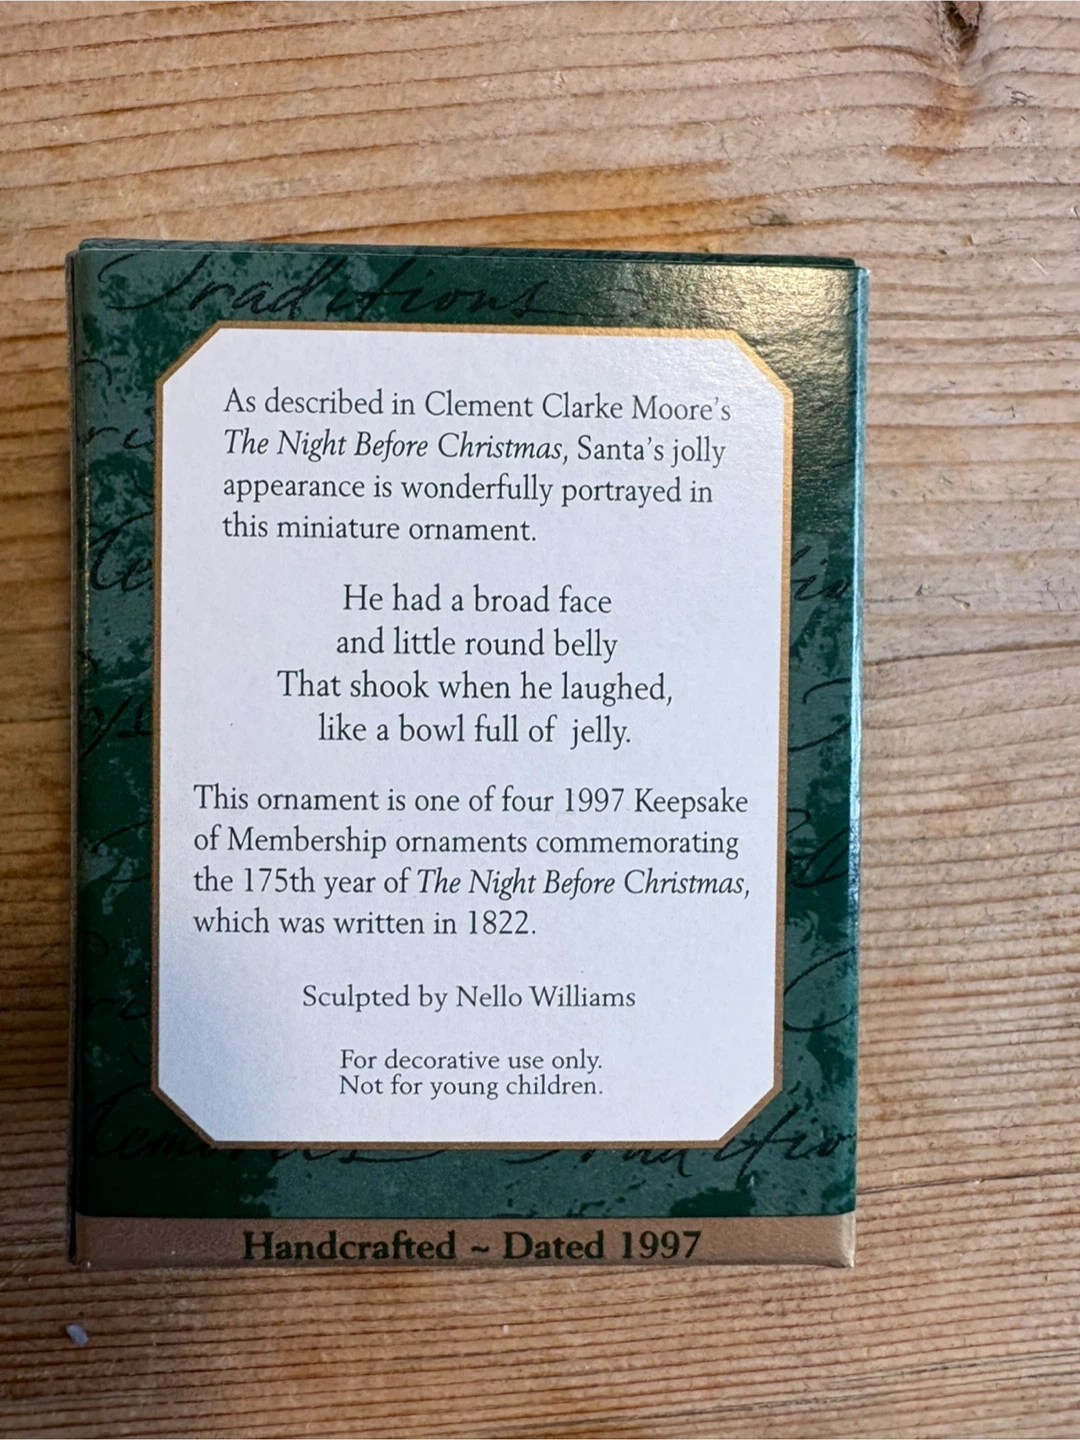 Traditions
As described in Clement Clarke Moore's
The Night Before Christmas, Santa's jolly
appearance is wonderfully portrayed in
this miniature ornament.
He had a broad face
and little round belly
That shook when he laughed,
like a bowl full of jelly.
This ornament is one of four 1997 Keepsake
of Membership ornaments commemorating
the 175th year of The Night Before Christmas,
which was written in 1822.
Sculpted by Nello Williams
For decorative use only.
Not for young children.
Handcrafted ~ Dated 1997